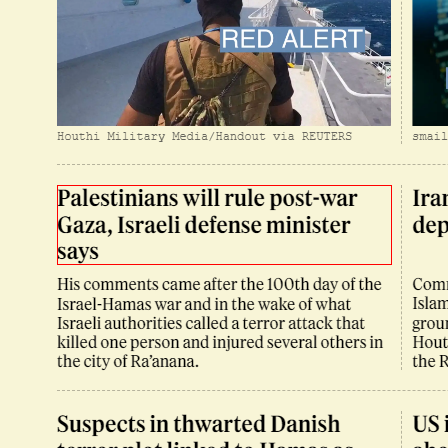 RED ALERT
Houthi Military Media/Handout via REUTERS
smail
Palestinians will rule post-war
Gaza, Israeli defense minister
says
His comments came after the 100th day of the
Israel-Hamas war and in the wake of what
Israeli authorities called a terror attack that
killed one person and injured several others in
the city of Ra'anana.
Suspects in thwarted Danish
Iran
dep
Com
Islam
grou
Hout
the R
US i